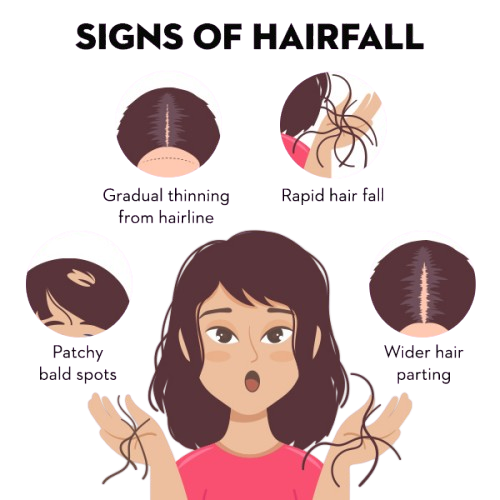 SIGNS OF HAIRFALL
Gradual thinning
from hairline
Rapid hair fall
Patchy
bald spots
Wider hair
parting